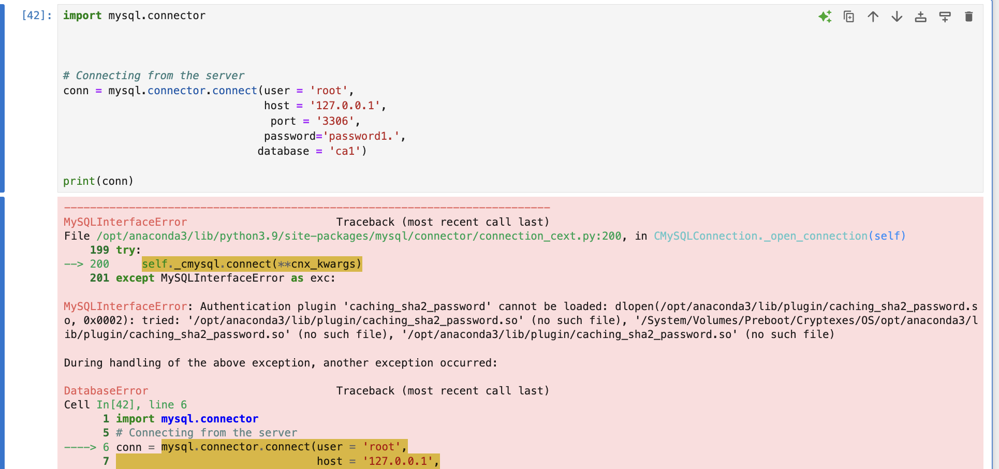 [42]: import mysql.connector
# Connecting from the server
conn = mysql.connector.connect(user = 'root',
host = '127.0.0.1',
port = '3306',
password='password1.',
database = 'ca1')
print(conn)
---------------------------------------------------------------------------
MySQLInterfaceError                       Traceback (most recent call last)
File /opt/anaconda3/lib/python3.9/site-packages/mysql/connector/connection_cext.py:200, in CMySQLConnection._open_connection(self)
199 try:
--> 200     self._cmysql.connect(**cnx_kwargs)
201 except MySQLInterfaceError as exc:
MySQLInterfaceError: Authentication plugin 'caching_sha2_password' cannot be loaded: dlopen(/opt/anaconda3/lib/plugin/caching_sha2_password.s
o, 0x0002): tried: '/opt/anaconda3/lib/plugin/caching_sha2_password.so' (no such file), '/System/Volumes/Preboot/Cryptexes/OS/opt/anaconda3/l
ib/plugin/caching_sha2_password.so' (no such file), '/opt/anaconda3/lib/plugin/caching_sha2_password.so' (no such file)
During handling of the above exception, another exception occurred:
DatabaseError                             Traceback (most recent call last)
Cell In[42], line 6
1 import mysql.connector
5 # Connecting from the server
----> 6 conn = mysql.connector.connect(user = 'root',
7                                host = '127.0.0.1',